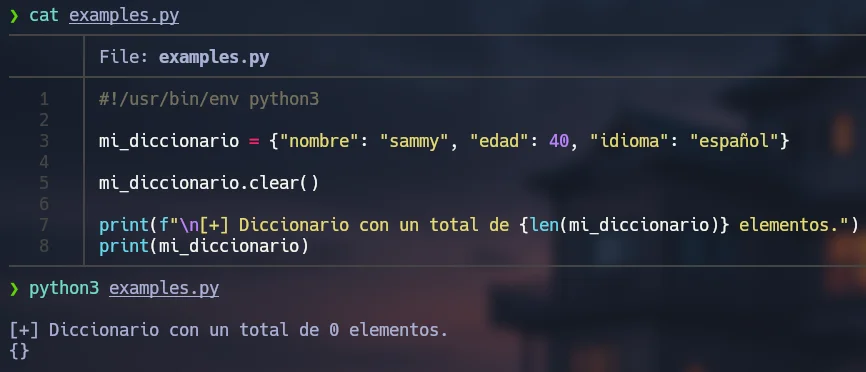 ❯ cat examples.py
File: examples.py
1 #!/usr/bin/env python3
2
3 mi_diccionario = {"nombre": "sammy", "edad": 40, "idioma": "español"}
4
5 mi_diccionario.clear()
6
7 print(f"\n[+] Diccionario con un total de {len(mi_diccionario)} elementos.")
8 print(mi_diccionario)
❯ python3 examples.py
[+] Diccionario con un total de 0 elementos.
{}